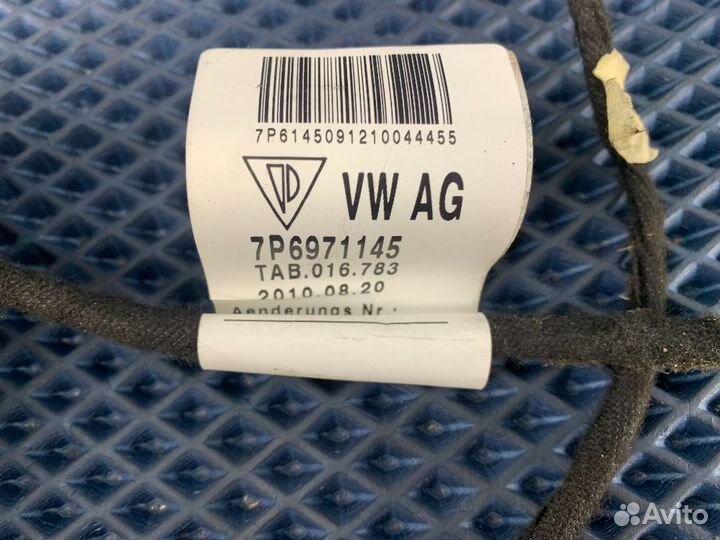 7P6145091210044455
VW AG
7P6971145
TAB.016.783
2010.08.20
Aenderungs Nr.:
Avito